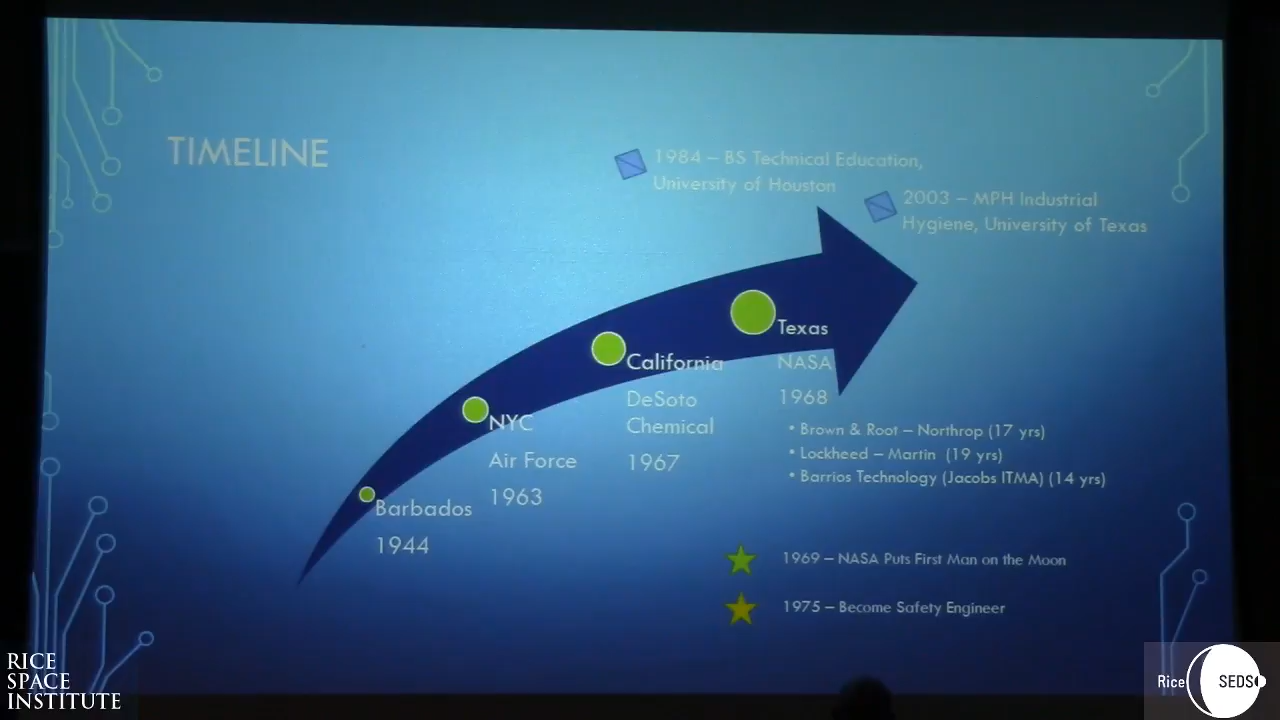 TIMELINE
1984 – BS Technical Education,
University of Houston
2003 – MPH Industrial
Hygiene, University of Texas
Texas
NASA
1968
• Brown & Root – Northrop (17 yrs)
• Lockheed – Martin (19 yrs)
• Barrios Technology (Jacobs ITMA) (14 yrs)
California
DeSoto
Chemical
1967
NYC
Air Force
1963
Barbados
1944
1969 – NASA Puts First Man on the Moon
1975 – Become Safety Engineer
RICE
SPACE
INSTITUTE
Rice SEDS